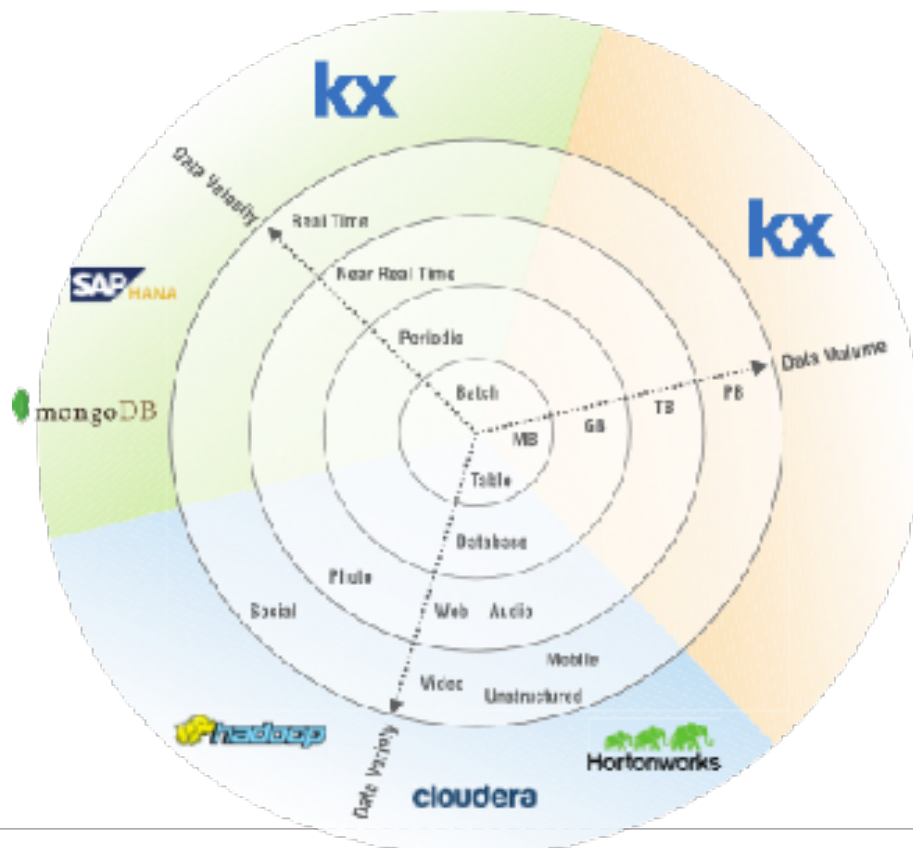 kx
Data Velocity
Real Time
kx
Near Real Time
SAP HANA
Periodic
Data Volume
Batch
PB
TB
mongoDB
GB
MB
Table
Database
Photo
Social
Web
Audio
Mobile
Video
Unstructured
hadoop
Data Variety
Hortonworks
cloudera